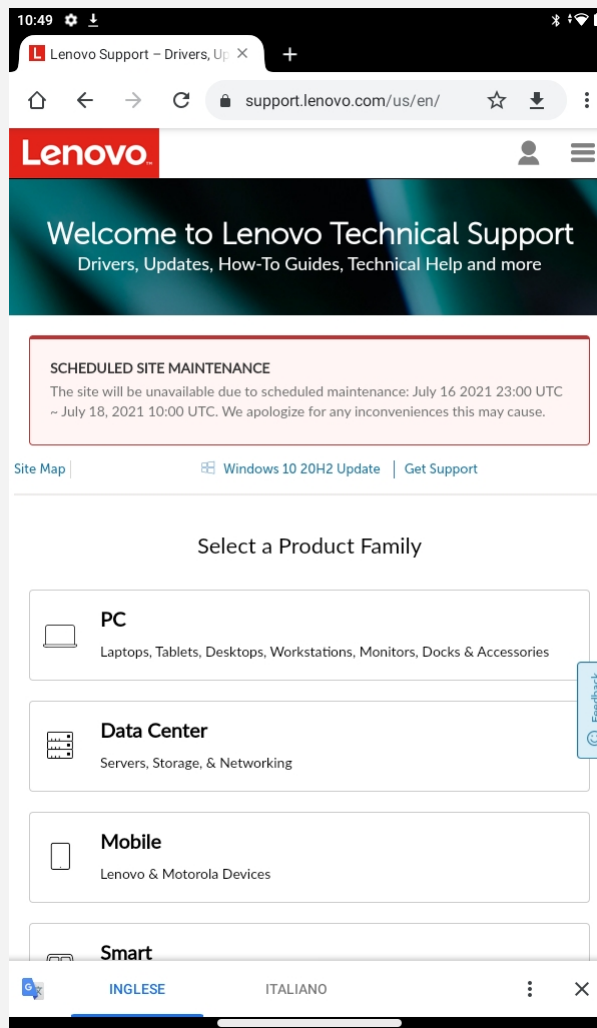 10:49
L Lenovo Support – Drivers, Up
support.lenovo.com/us/en/
Lenovo
Welcome to Lenovo Technical Support
Drivers, Updates, How-To Guides, Technical Help and more
SCHEDULED SITE MAINTENANCE
The site will be unavailable due to scheduled maintenance: July 16 2021 23:00 UTC
~ July 18, 2021 10:00 UTC. We apologize for any inconveniences this may cause.
Site Map Windows 10 20H2 Update Get Support
Select a Product Family
PC
Laptops, Tablets, Desktops, Workstations, Monitors, Docks & Accessories
Feedback
Data Center
Servers, Storage, & Networking
Mobile
Lenovo & Motorola Devices
Smart
INGLESE ITALIANO